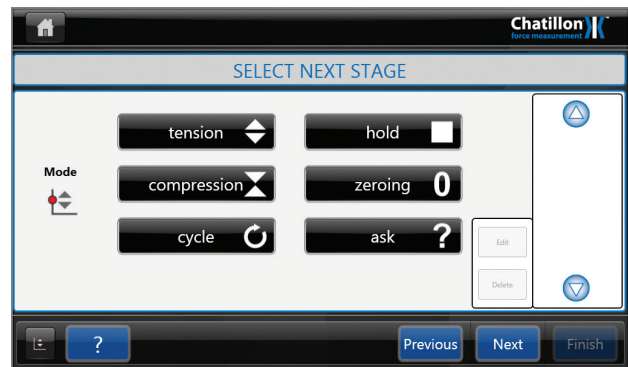 Chatillon
force measurement
SELECT NEXT STAGE
tension
hold
Mode
compression
zeroing 0
cycle
ask ?
Edit
Delete
?
Previous
Next
Finish